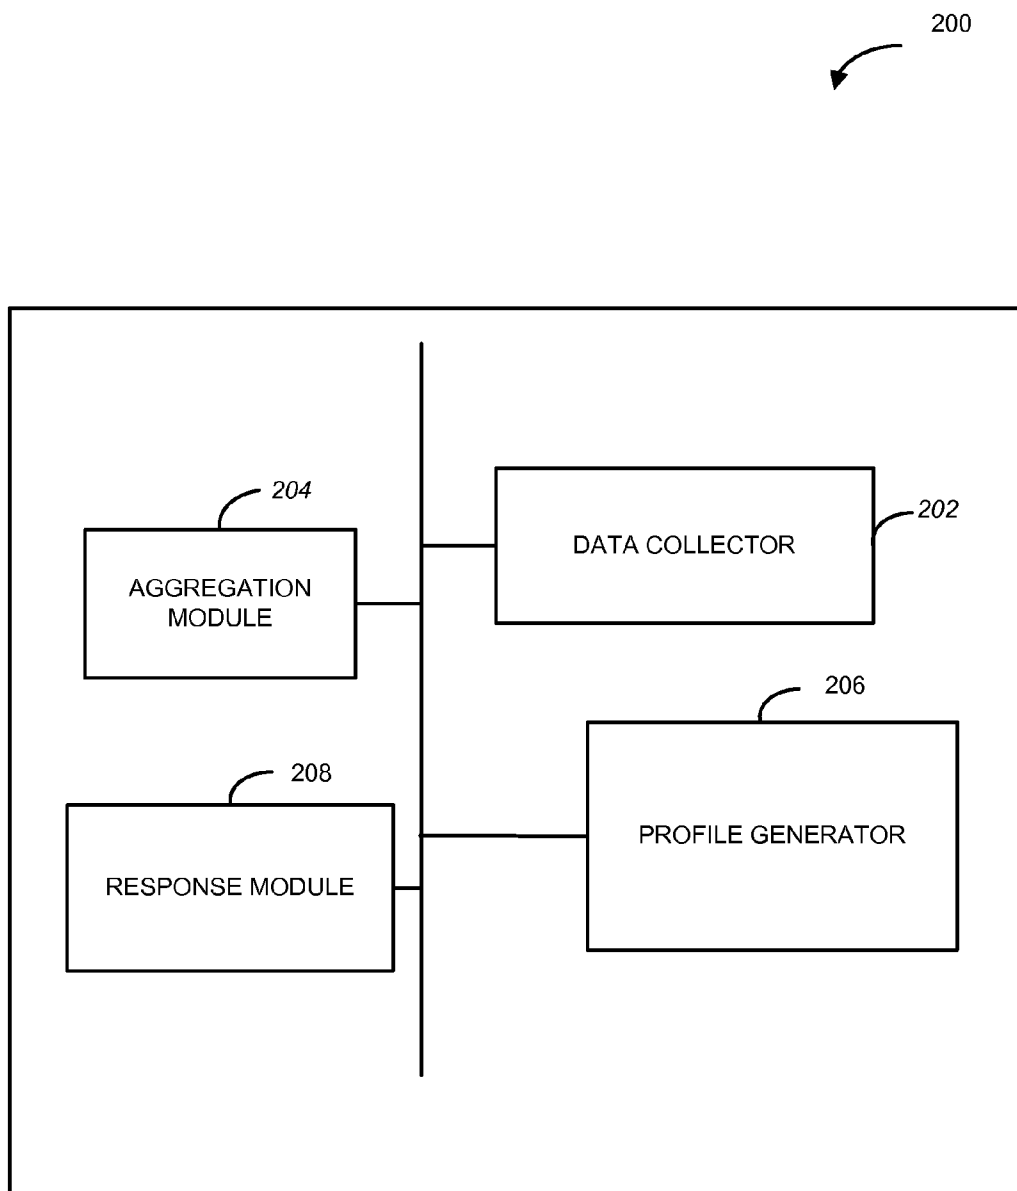 200
204
202
DATA COLLECTOR
AGGREGATION
MODULE
206
208
PROFILE GENERATOR
RESPONSE MODULE